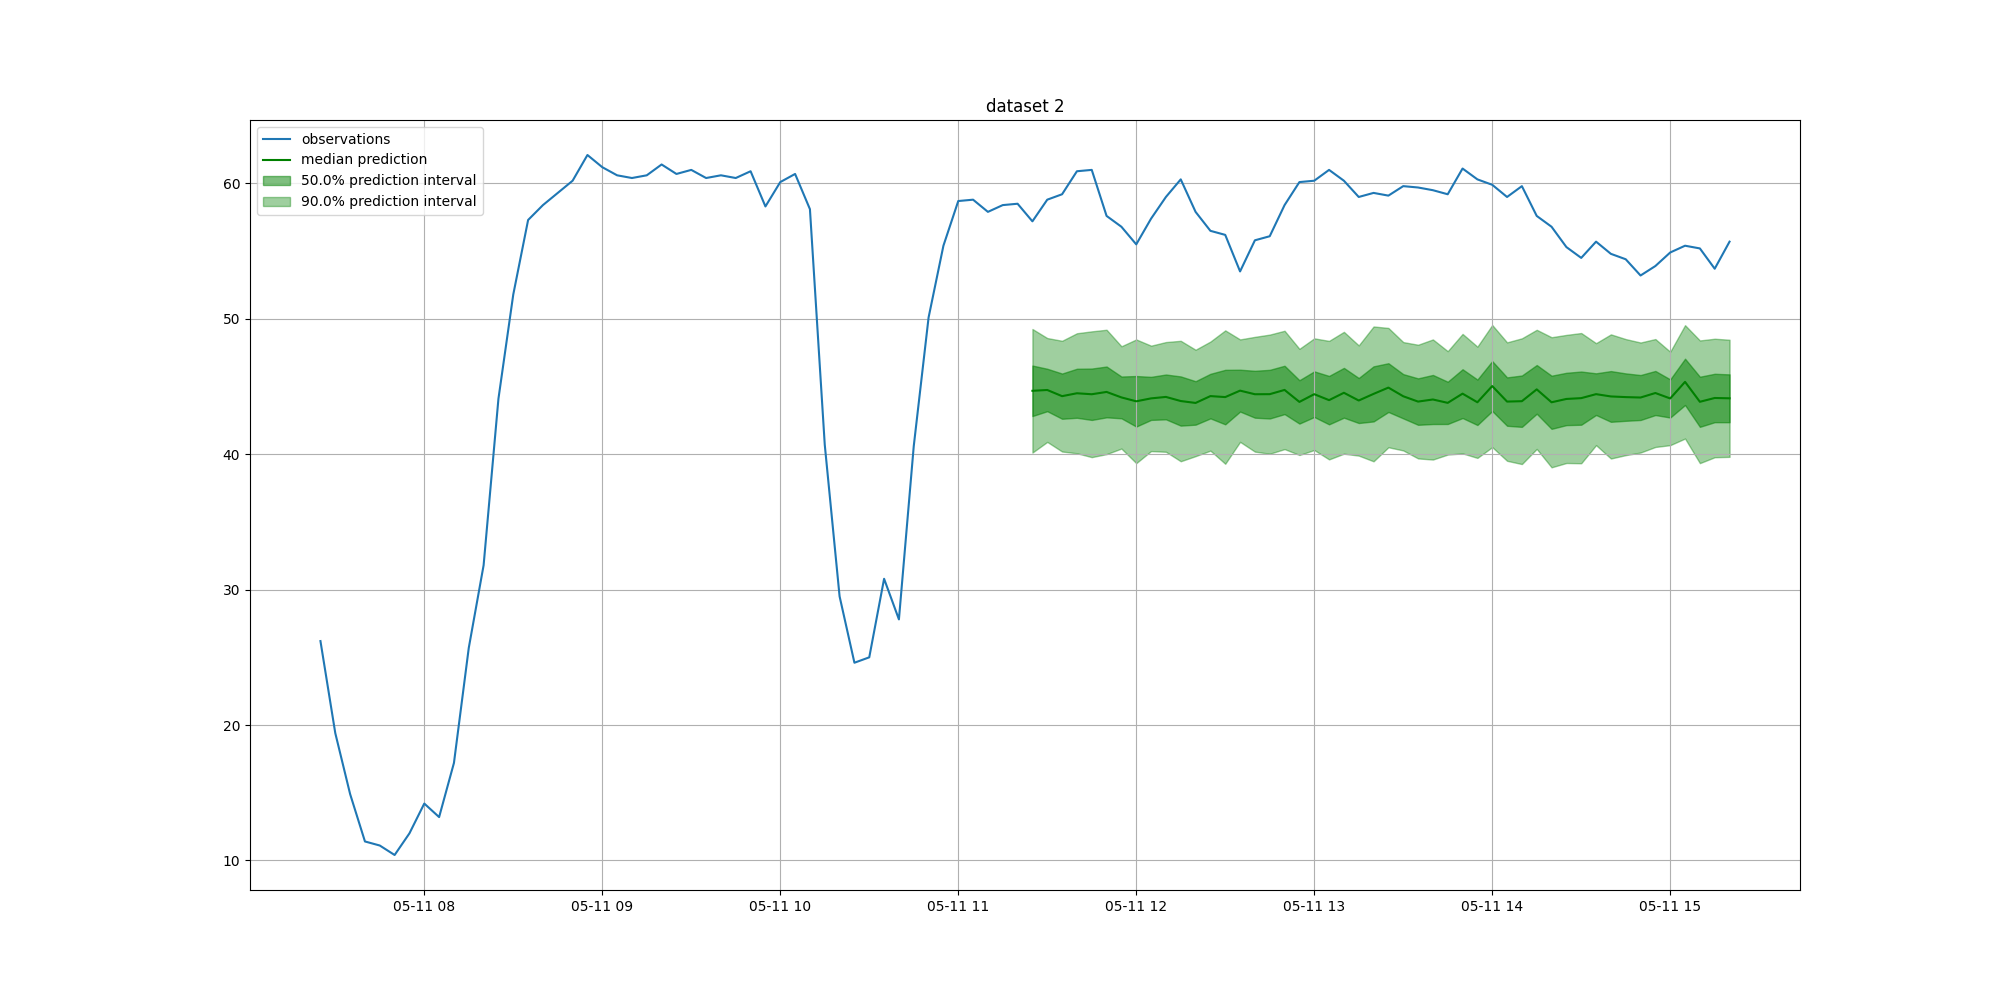 dataset 2
observations
median prediction
50.0% prediction interval
90.0% prediction interval
60
50
40
30
20
10
05-11 08
05-11 09
05-11 10
05-11 11
05-11 12
05-11 13
05-11 14
05-11 15